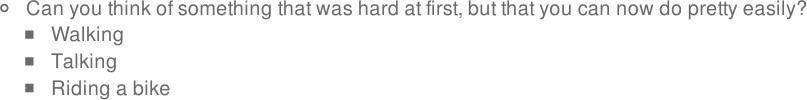 ○ Can you think of something that was hard at first, but that you can now do pretty easily?
■ Walking
■ Talking
■ Riding a bike